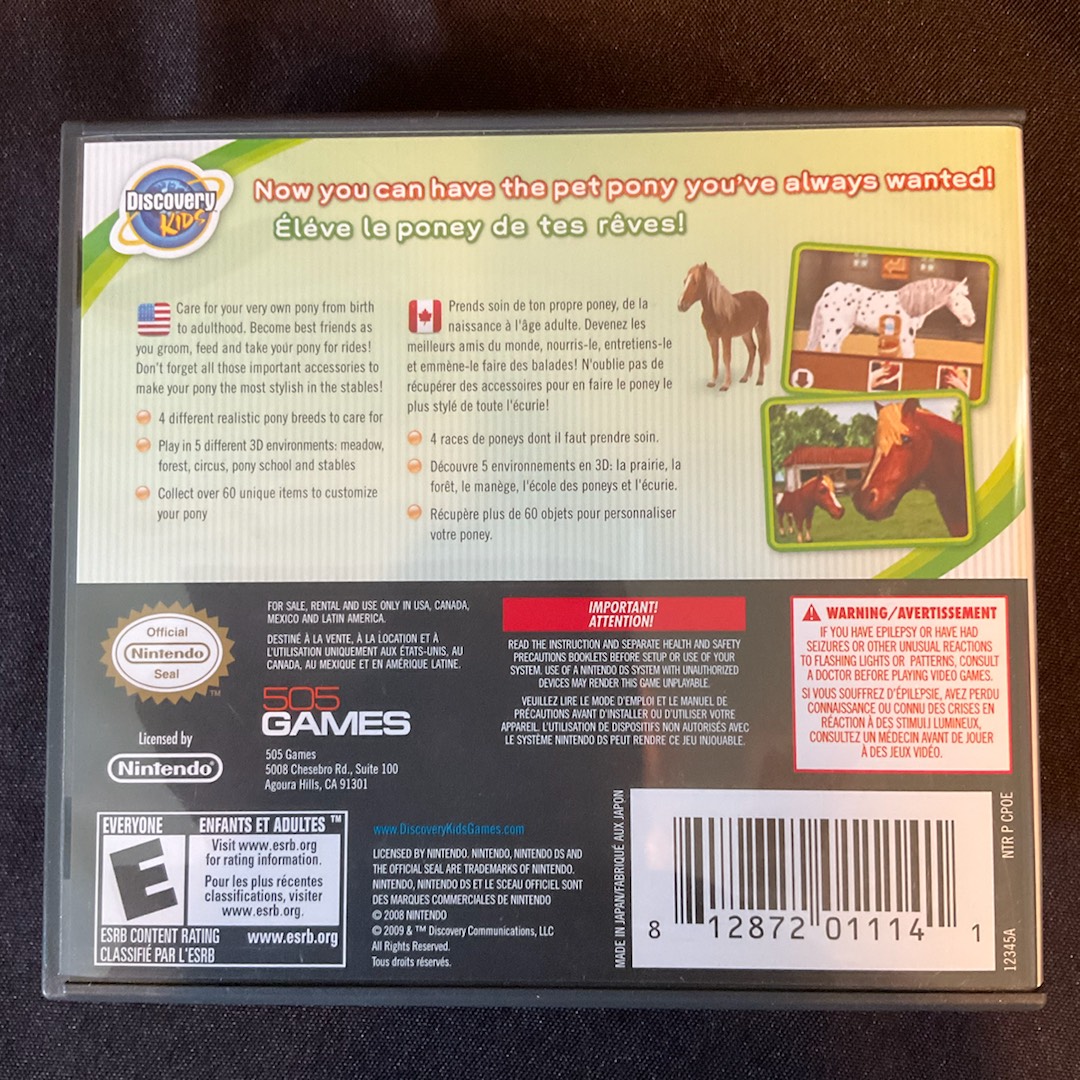 Discovery
KIDS
Now you can have the pet pony you've always wanted!
Éléve le poney de tes rêves!
Care for your very own pony from birth
to adulthood. Become best friends as
you groom, feed and take your pony for rides!
Don't forget all those important accessories to
make your pony the most stylish in the stables!
4 different realistic pony breeds to care for
Play in 5 different 3D environments: meadow,
forest, circus, pony school and stables
Collect over 60 unique items to customize
your pony
Prends soin de ton propre poney, de la
naissance à l'âge adulte. Devenez les
meilleurs amis du monde, nourris-le, entretiens-le
et emmène-le faire des balades! N'oublie pas de
récupérer des accessoires pour en faire le poney le
plus stylé de toute l'écurie!
4 races de poneys dont il faut prendre soin.
Découvre 5 environnements en 3D: la prairie, la
forêt, le manège, l'école des poneys et l'écurie.
Récupère plus de 60 objets pour personnaliser
votre poney.
Official
Nintendo
Seal
TM
Licensed by
Nintendo®
FOR SALE, RENTAL AND USE ONLY IN USA, CANADA,
MEXICO AND LATIN AMERICA.
DESTINÉ À LA VENTE, À LA LOCATION ET À
L'UTILISATION UNIQUEMENT AUX ÉTATS-UNIS, AU
CANADA, AU MEXIQUE ET EN AMÉRIQUE LATINE.
505
GAMES
505 Games
5008 Chesebro Rd., Suite 100
Agoura Hills, CA 91301
IMPORTANT!
ATTENTION!
READ THE INSTRUCTION AND SEPARATE HEALTH AND SAFETY
PRECAUTIONS BOOKLETS BEFORE SETUP OR USE OF YOUR
SYSTEM. USE OF A NINTENDO DS SYSTEM WITH UNAUTHORIZED
DEVICES MAY RENDER THIS GAME UNPLAYABLE.
VEUILLEZ LIRE LE MODE D'EMPLOI ET LE MANUEL DE
PRÉCAUTIONS AVANT D'INSTALLER OU D'UTILISER VOTRE
APPAREIL. L'UTILISATION DE DISPOSITIFS NON AUTORISÉS AVEC
LE SYSTÈME NINTENDO DS PEUT RENDRE CE JEU INJOUABLE.
WARNING/AVERTISSEMENT
IF YOU HAVE EPILEPSY OR HAVE HAD
SEIZURES OR OTHER UNUSUAL REACTIONS
TO FLASHING LIGHTS OR PATTERNS, CONSULT
A DOCTOR BEFORE PLAYING VIDEO GAMES.
SI VOUS SOUFFREZ D'ÉPILEPSIE, AVEZ PERDU
CONNAISSANCE OU CONNU DES CRISES EN
RÉACTION À DES STIMULI LUMINEUX,
CONSULTEZ UN MÉDECIN AVANT DE JOUER
À DES JEUX VIDÉO.
EVERYONE ENFANTS ET ADULTES ™
E
Visit www.esrb.org
for rating information.
Pour les plus récentes
classifications, visiter
www.esrb.org.
ESRB CONTENT RATING www.esrb.org
CLASSIFIÉ PAR L'ESRB
www.DiscoveryKidsGames.com
LICENSED BY NINTENDO. NINTENDO, NINTENDO DS AND
THE OFFICIAL SEAL ARE TRADEMARKS OF NINTENDO.
NINTENDO, NINTENDO DS ET LE SCEAU OFFICIEL SONT
DES MARQUES COMMERCIALES DE NINTENDO
© 2008 NINTENDO
© 2009 & ™ Discovery Communications, LLC
All Rights Reserved.
Tous droits réservés.
MADE IN JAPAN/FABRIQUÉ AUX JAPON
8 12872 01114 1
NTR P CPOE
12345A